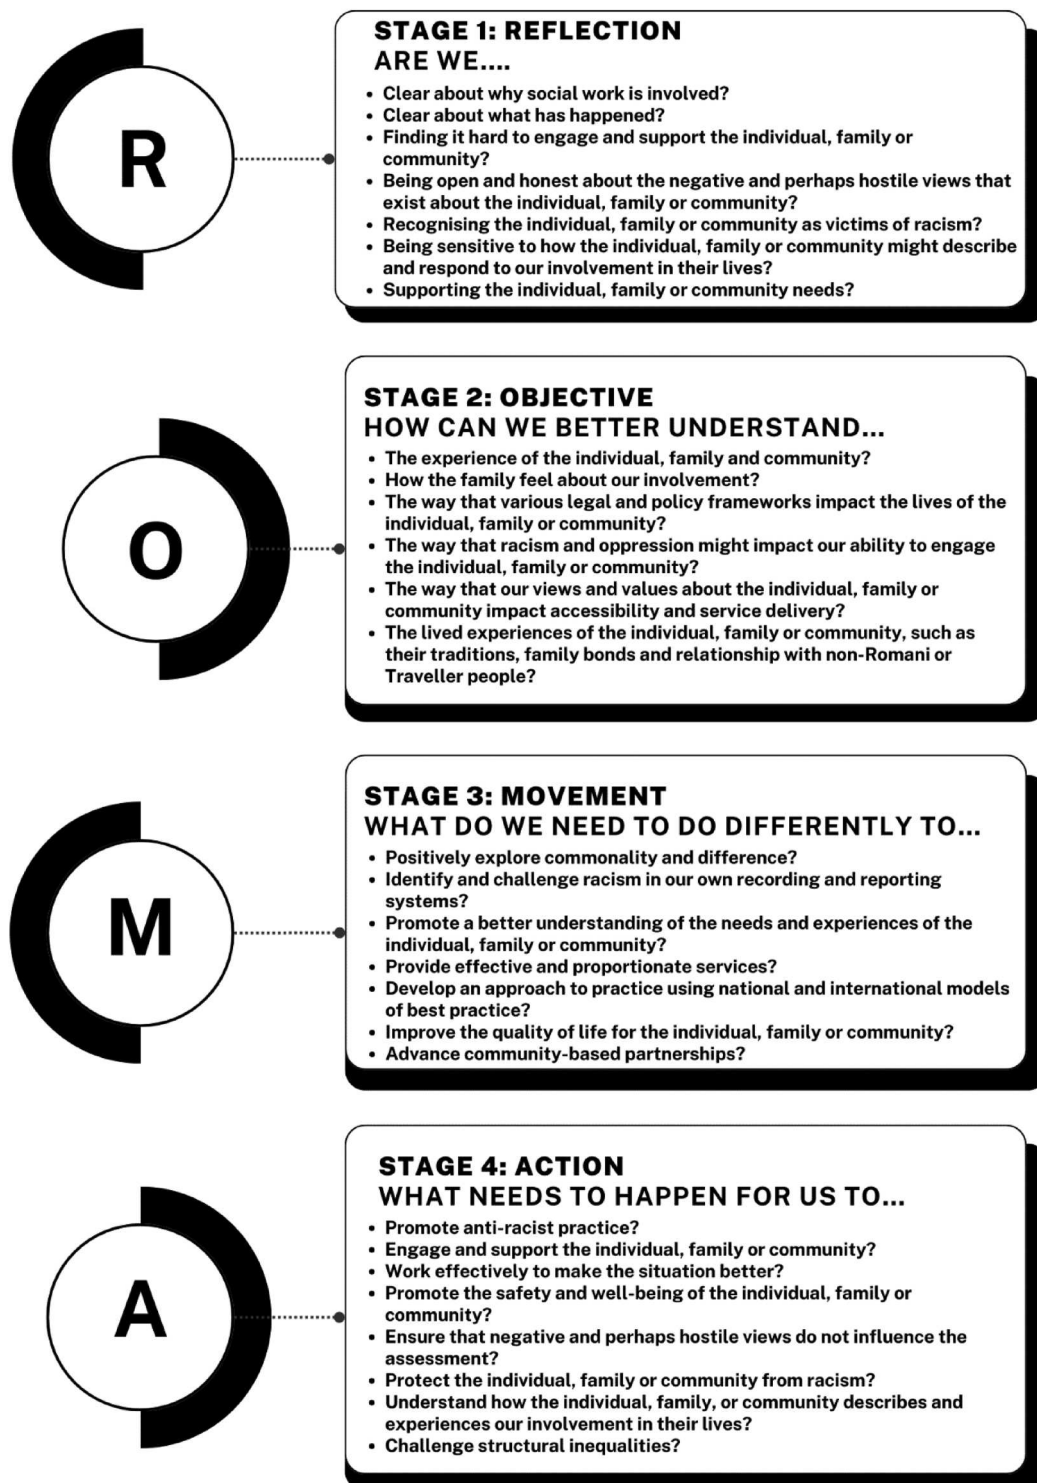 R
STAGE 1: REFLECTION
ARE WE....
• Clear about why social work is involved?
• Clear about what has happened?
• Finding it hard to engage and support the individual, family or
community?
• Being open and honest about the negative and perhaps hostile views that
exist about the individual, family or community?
• Recognising the individual, family or community as victims of racism?
• Being sensitive to how the individual, family or community might describe
and respond to our involvement in their lives?
• Supporting the individual, family or community needs?
O
STAGE 2: OBJECTIVE
HOW CAN WE BETTER UNDERSTAND...
• The experience of the individual, family and community?
• How the family feel about our involvement?
• The way that various legal and policy frameworks impact the lives of the
individual, family or community?
• The way that racism and oppression might impact our ability to engage
the individual, family or community?
• The way that our views and values about the individual, family or
community impact accessibility and service delivery?
• The lived experiences of the individual, family or community, such as
their traditions, family bonds and relationship with non-Romani or
Traveller people?
M
STAGE 3: MOVEMENT
WHAT DO WE NEED TO DO DIFFERENTLY TO...
• Positively explore commonality and difference?
• Identify and challenge racism in our own recording and reporting
systems?
• Promote a better understanding of the needs and experiences of the
individual, family or community?
• Provide effective and proportionate services?
• Develop an approach to practice using national and international models
of best practice?
• Improve the quality of life for the individual, family or community?
• Advance community-based partnerships?
A
STAGE 4: ACTION
WHAT NEEDS TO HAPPEN FOR US TO...
• Promote anti-racist practice?
• Engage and support the individual, family or community?
• Work effectively to make the situation better?
• Promote the safety and well-being of the individual, family or
community?
• Ensure that negative and perhaps hostile views do not influence the
assessment?
• Protect the individual, family or community from racism?
• Understand how the individual, family, or community describes and
experiences our involvement in their lives?
• Challenge structural inequalities?